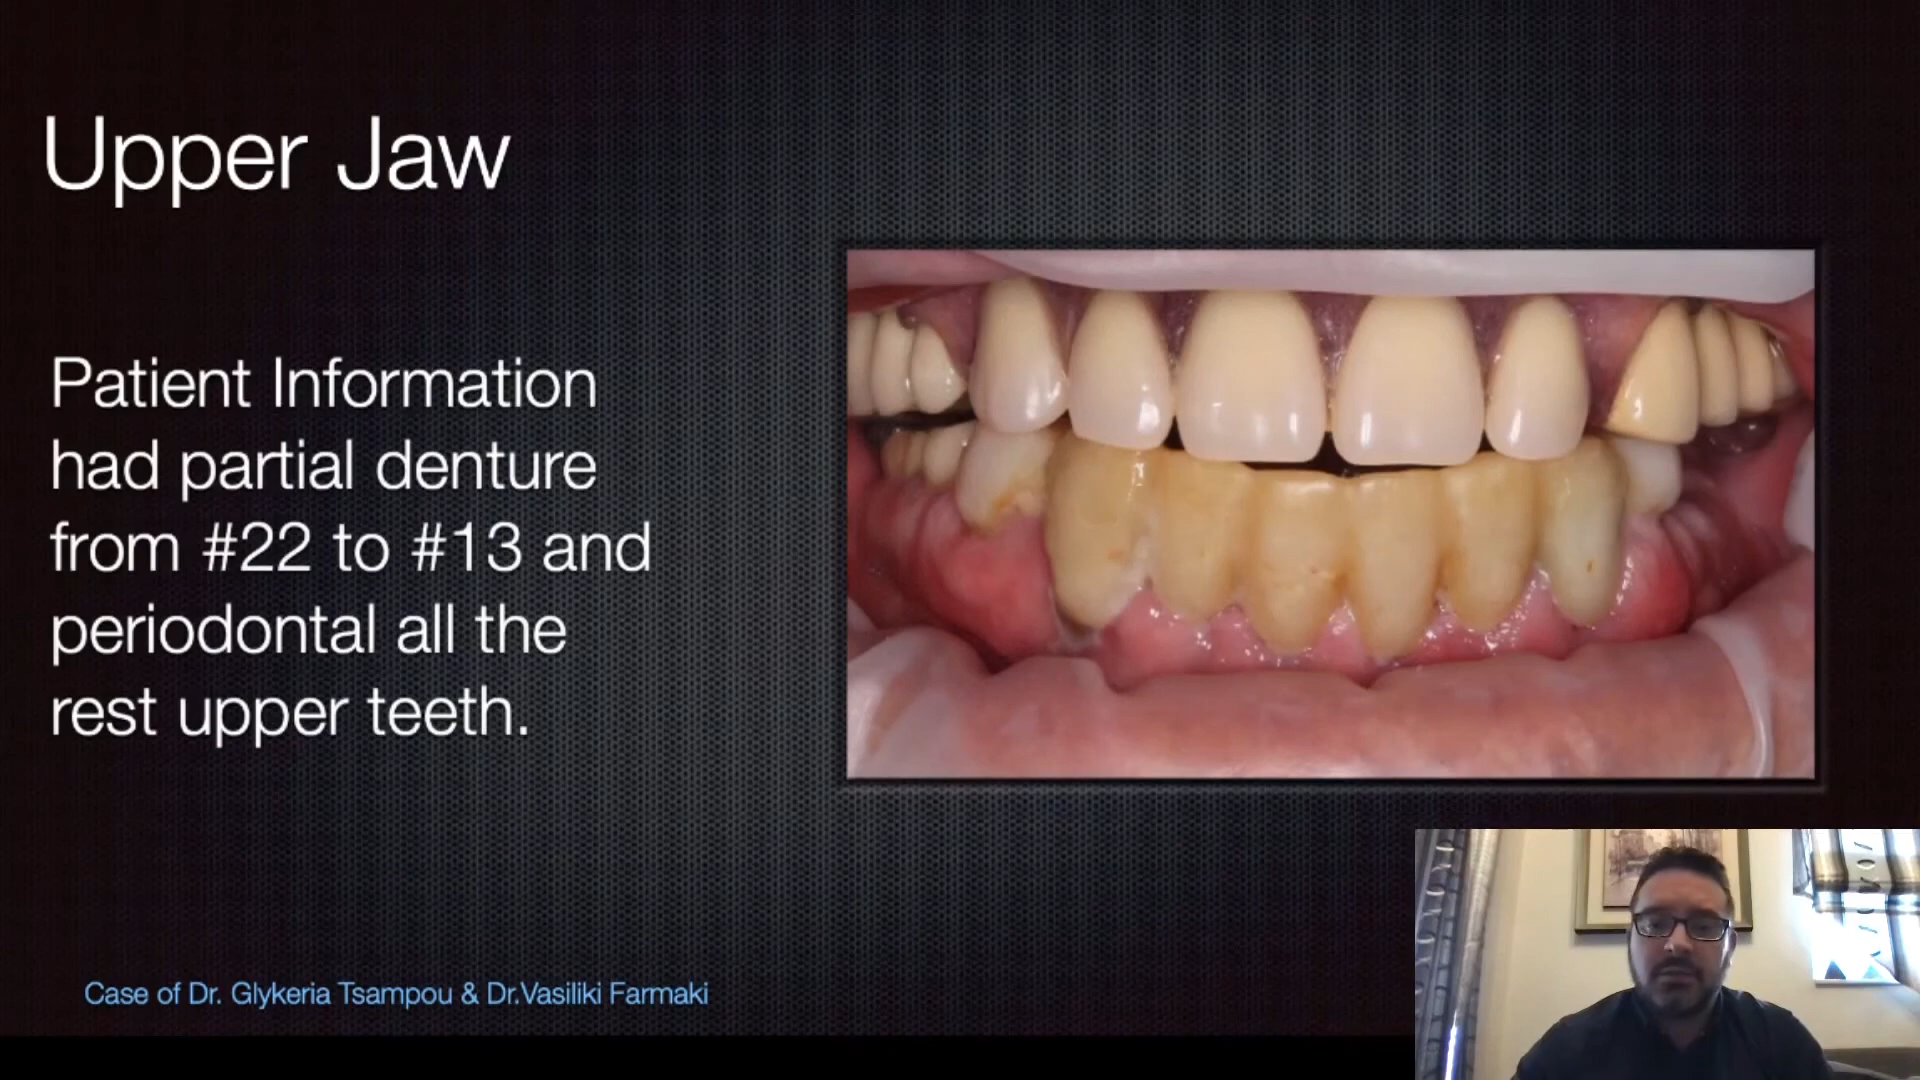 Upper Jaw
Patient Information
had partial denture
from #22 to #13 and
periodontal all the
rest upper teeth.
Case of Dr. Glykeria Tsampou & Dr.Vasiliki Farmaki